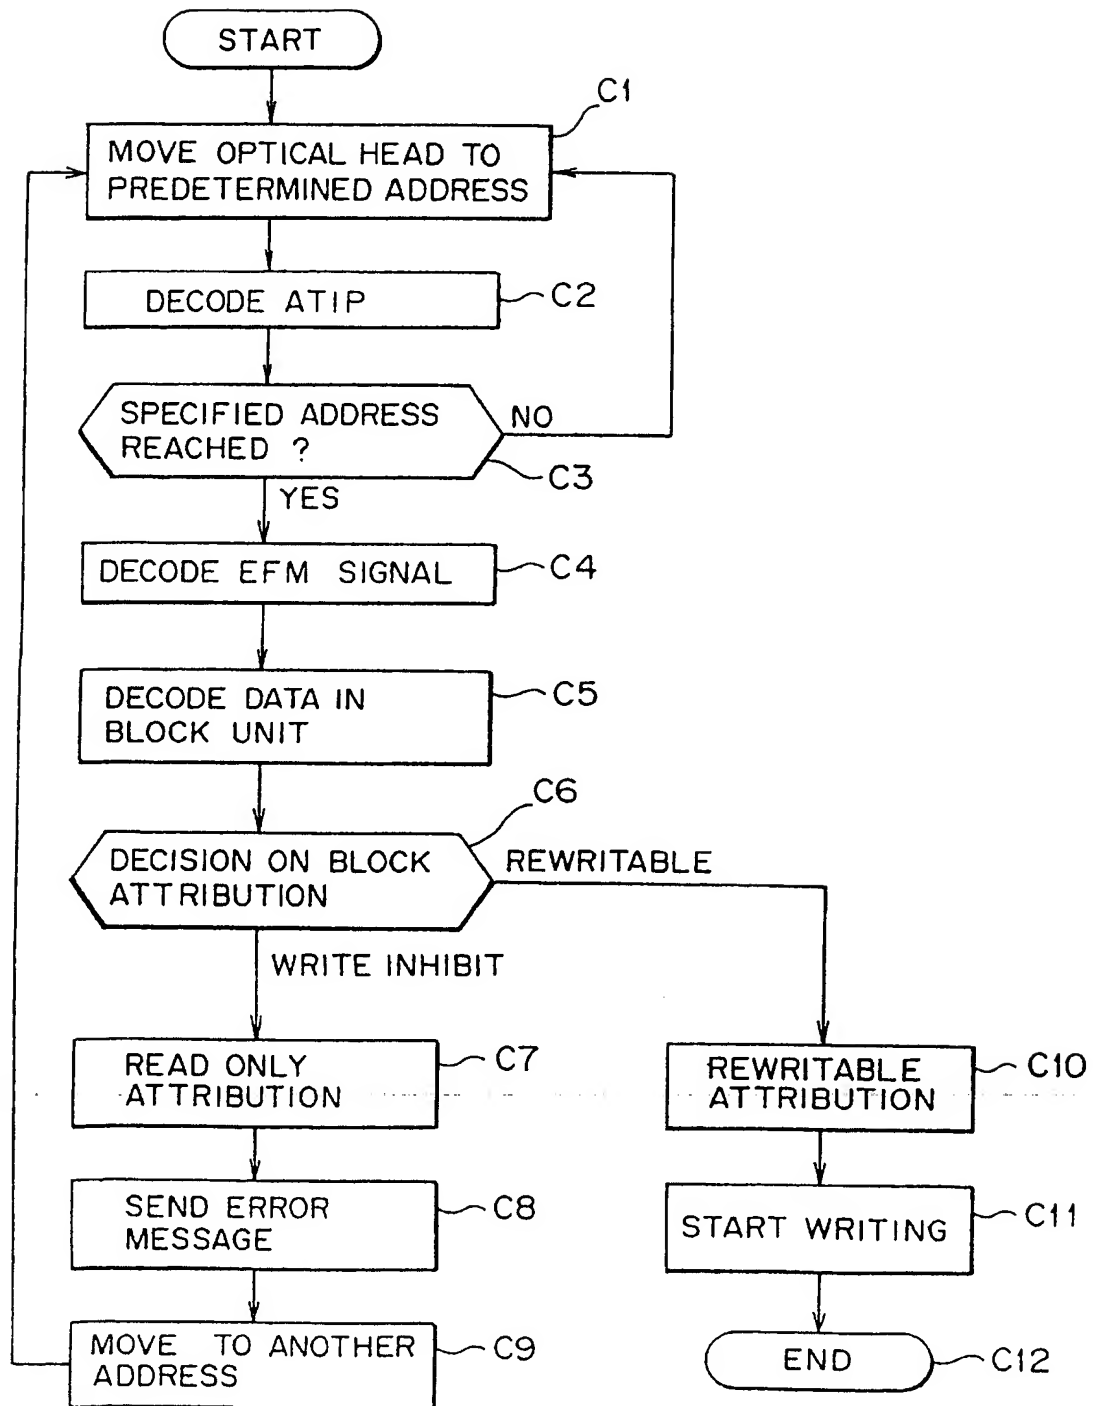 START
C1
MOVE OPTICAL HEAD TO
PREDETERMINED ADDRESS
DECODE ATIP
C2
SPECIFIED ADDRESS
REACHED ?
NO
C3
YES
DECODE EFM SIGNAL
C4
DECODE DATA IN
BLOCK UNIT
C5
C6
DECISION ON BLOCK
ATTRIBUTION
REWRITABLE
WRITE INHIBIT
READ ONLY
ATTRIBUTION
C7
REWRITABLE
ATTRIBUTION
C10
SEND ERROR
MESSAGE
C8
START WRITING
C11
MOVE TO ANOTHER
ADDRESS
C9
END
C12